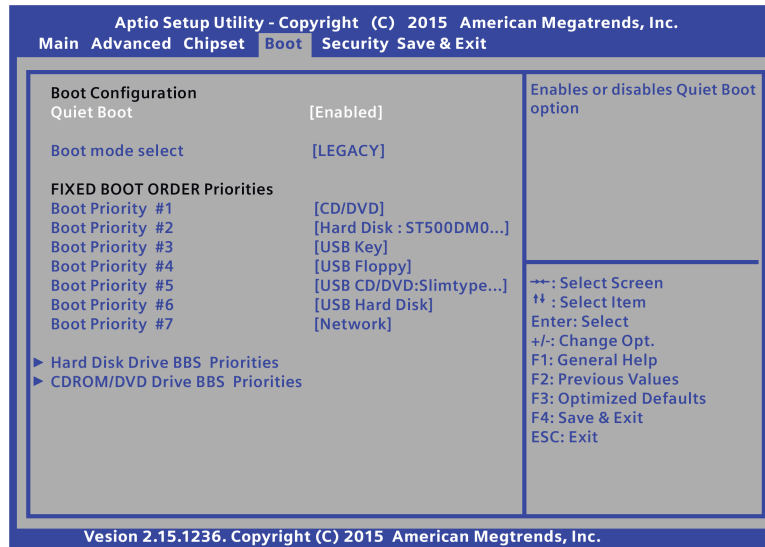 Aptio Setup Utility - Copyright (C) 2015 American Megatrends, Inc.
Main Advanced Chipset Boot Security Save & Exit
Boot Configuration
Quiet Boot [Enabled]
Boot mode select [LEGACY]
FIXED BOOT ORDER Priorities
Boot Priority #1 [CD/DVD]
Boot Priority #2 [Hard Disk : ST500DM0...]
Boot Priority #3 [USB Key]
Boot Priority #4 [USB Floppy]
Boot Priority #5 [USB CD/DVD:Slimtype...]
Boot Priority #6 [USB Hard Disk]
Boot Priority #7 [Network]
► Hard Disk Drive BBS Priorities
► CDROM/DVD Drive BBS Priorities
Enables or disables Quiet Boot
option
→←: Select Screen
↑↓ : Select Item
Enter: Select
+/-: Change Opt.
F1: General Help
F2: Previous Values
F3: Optimized Defaults
F4: Save & Exit
ESC: Exit
Vesion 2.15.1236. Copyright (C) 2015 American Megtrends, Inc.